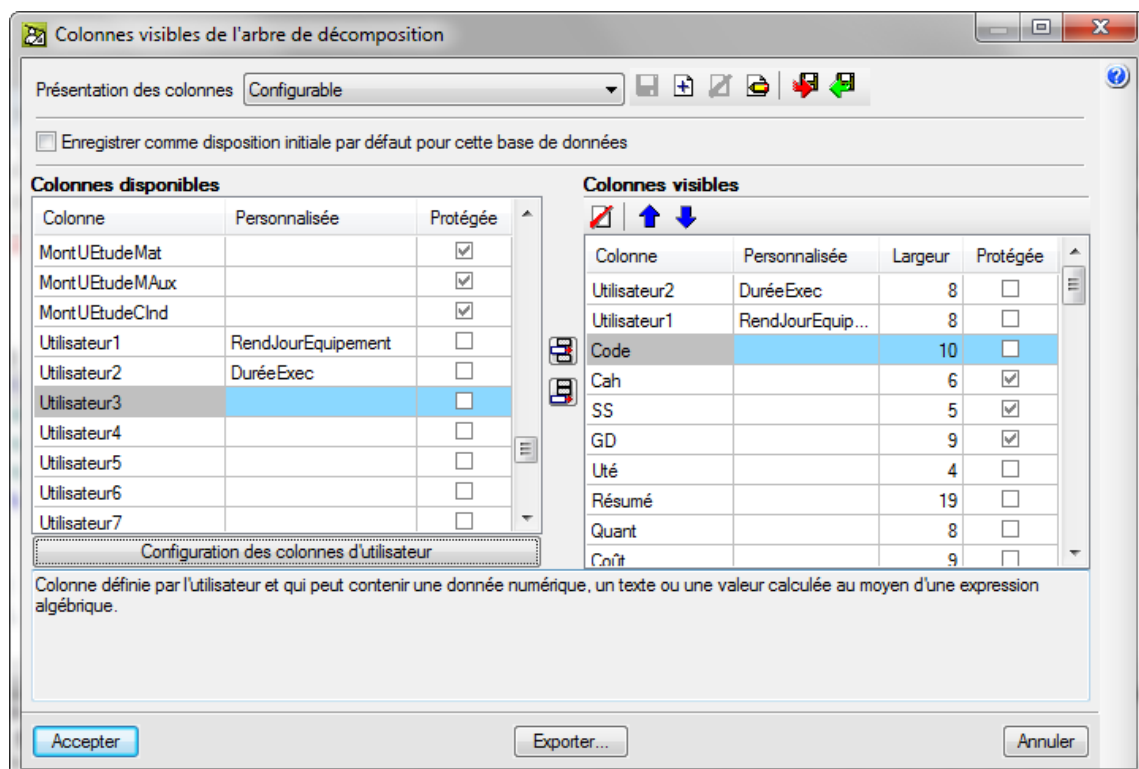 Colonnes visibles de l'arbre de décomposition
Présentation des colonnes Configurable
Enregistrer comme disposition initiale par défaut pour cette base de données
Colonnes disponibles
Colonne Personnalisée Protégée
MontUEtudeMat
MontUEtudeMAux
MontUEtudeCInd
Utilisateur1 RendJourEquipement
Utilisateur2 DuréeExec
Utilisateur3
Utilisateur4
Utilisateur5
Utilisateur6
Utilisateur7
Configuration des colonnes d'utilisateur
Colonnes visibles
Colonne Personnalisée Largeur Protégée
Utilisateur2 DuréeExec 8
Utilisateur1 RendJourEquip... 8
Code 10
Cah 6
SS 5
GD 9
Uté 4
Résumé 19
Quant 8
Coût 9
Colonne définie par l'utilisateur et qui peut contenir une donnée numérique, un texte ou une valeur calculée au moyen d'une expression
algébrique.
Accepter Exporter... Annuler